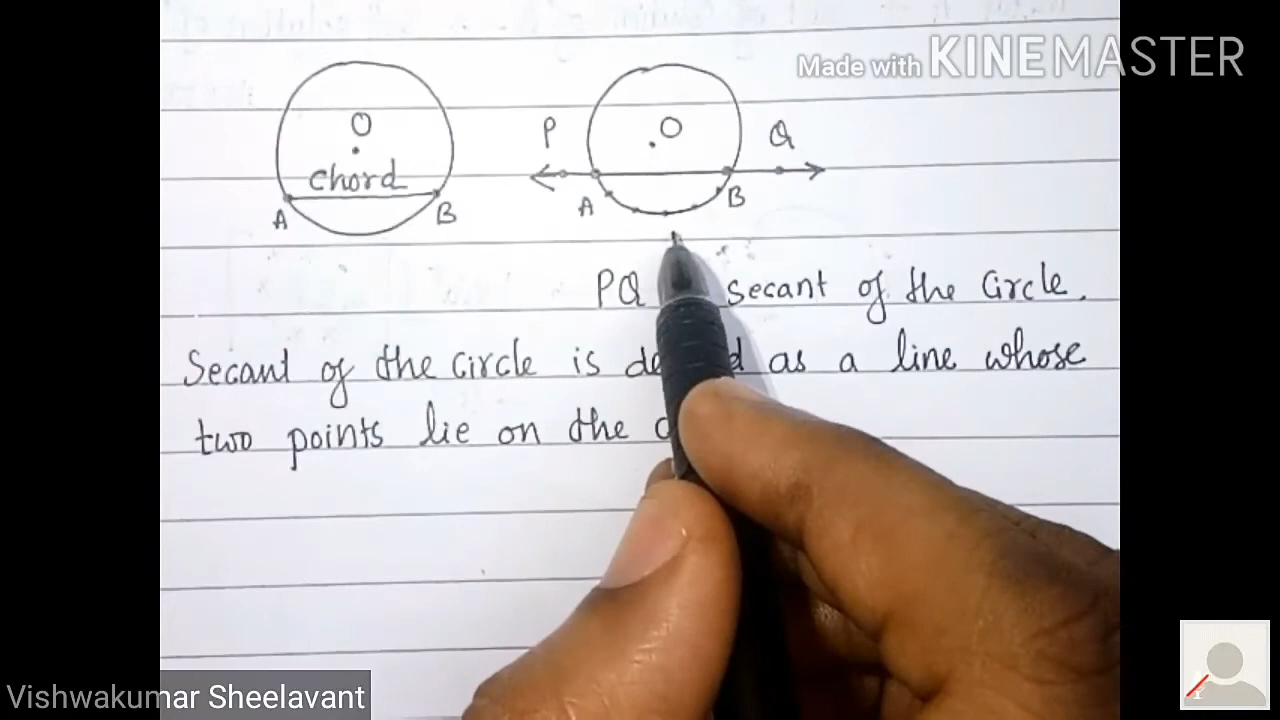 Made with KINEMASTER
O
Chord
A B
P O Q
A B
PQ secant of the Circle.
Secant of the circle is as a line whose
two points lie on the
Vishwakumar Sheelavant